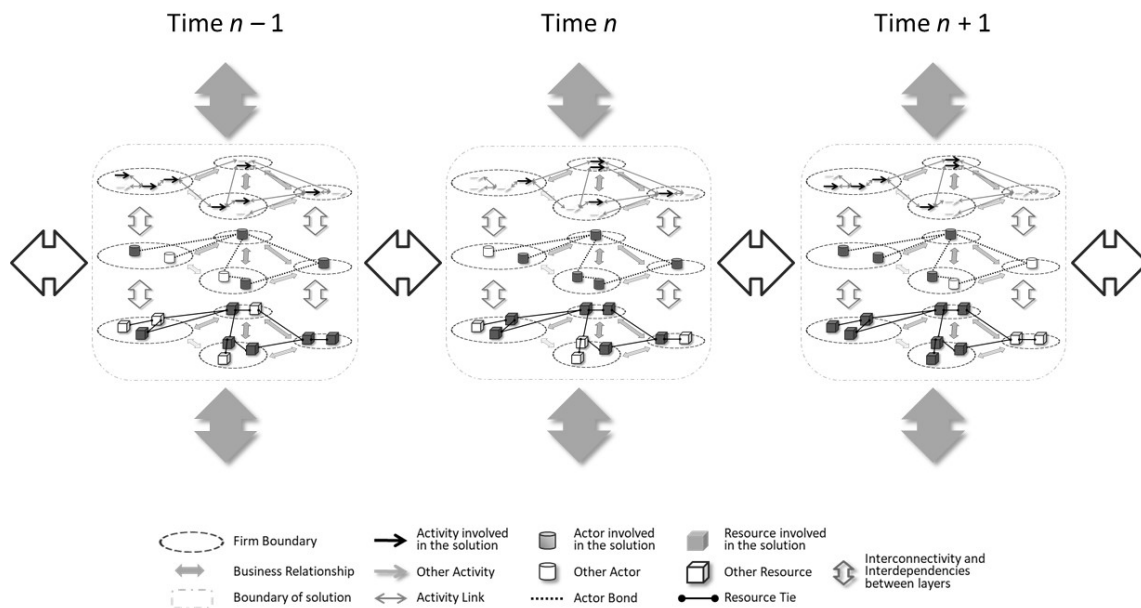 Time n – 1
Time n
Time n + 1
Firm Boundary
Activity involved
in the solution
Actor involved
in the solution
Resource involved
in the solution
Business Relationship
Other Activity
Other Actor
Other Resource
Interconnectivity and
Interdependencies
between layers
Boundary of solution
Activity Link
Actor Bond
Resource Tie